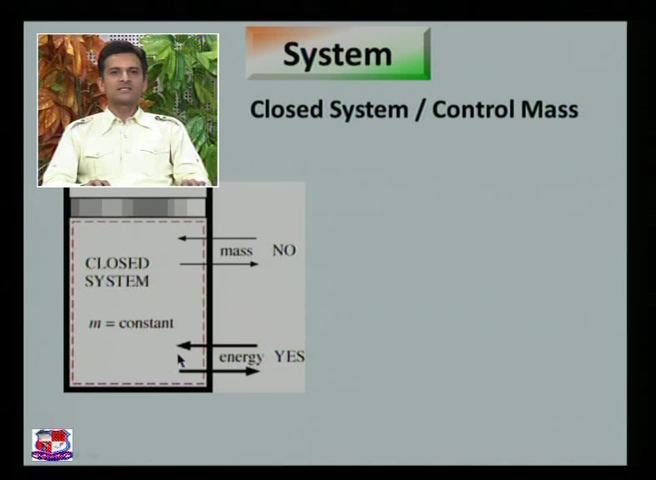 System
Closed System / Control Mass
mass NO
CLOSED
SYSTEM
m = constant
energy YES